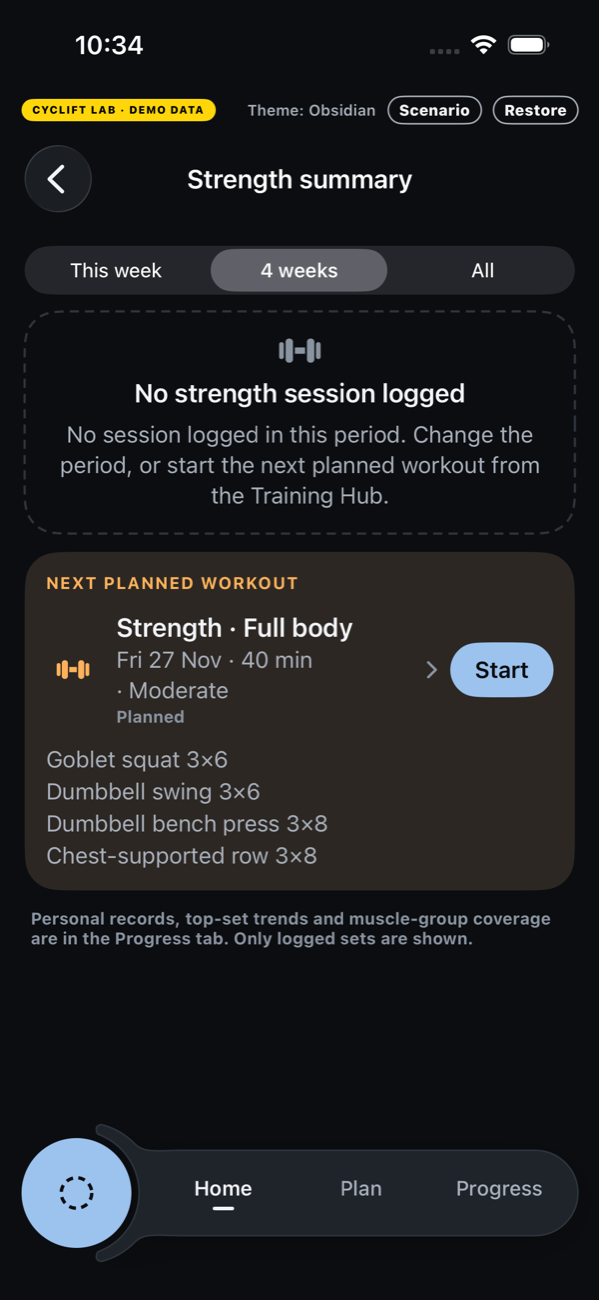 10:34
CYCLIFT LAB · DEMO DATA
Theme: Obsidian
Scenario
Restore
Strength summary
This week
4 weeks
All
No strength session logged
No session logged in this period. Change the
period, or start the next planned workout from
the Training Hub.
NEXT PLANNED WORKOUT
Strength · Full body
Fri 27 Nov · 40 min
· Moderate
Planned
Start
Goblet squat 3×6
Dumbbell swing 3×6
Dumbbell bench press 3×8
Chest-supported row 3×8
Personal records, top-set trends and muscle-group coverage
are in the Progress tab. Only logged sets are shown.
Home
Plan
Progress